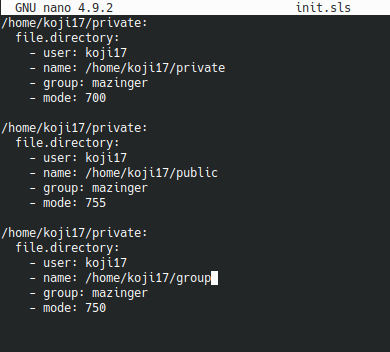 GNU nano 4.9.2 init.sls
/home/koji17/private:
file.directory:
- user: koji17
- name: /home/koji17/private
- group: mazinger
- mode: 700
/home/koji17/private:
file.directory:
- user: koji17
- name: /home/koji17/public
- group: mazinger
- mode: 755
/home/koji17/private:
file.directory:
- user: koji17
- name: /home/koji17/group
- group: mazinger
- mode: 750